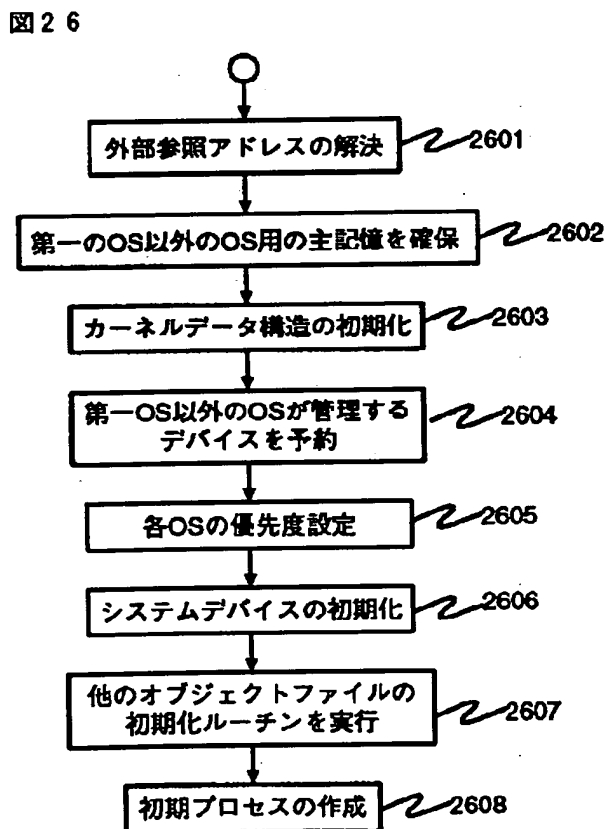 図26
外部参照アドレスの解決
2601
第一のOS以外のOS用の主記憶を確保
2602
カーネルデータ構造の初期化
2603
第一OS以外のOSが管理する
デバイスを予約
2604
各OSの優先度設定
2605
システムデバイスの初期化
2606
他のオブジェクトファイルの
初期化ルーチンを実行
2607
初期プロセスの作成
2608